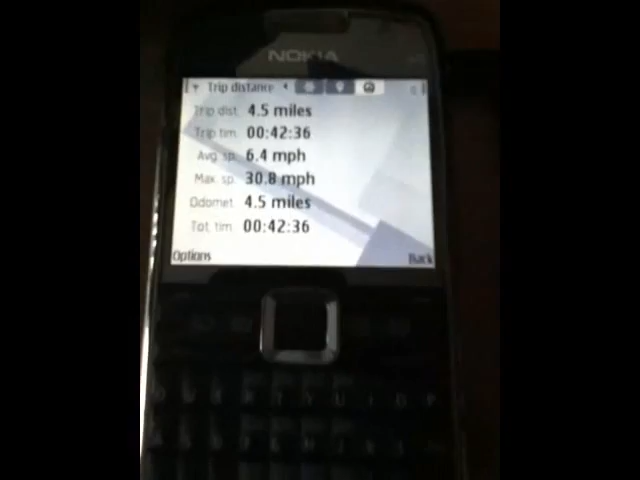 NOKIA
Trip distance
Trip dist. 4.5 miles
Trip tim. 00:42:36
Avg. sp. 6.4 mph
Max. sp. 30.8 mph
Odomet. 4.5 miles
Tot. tim. 00:42:36
Options Back